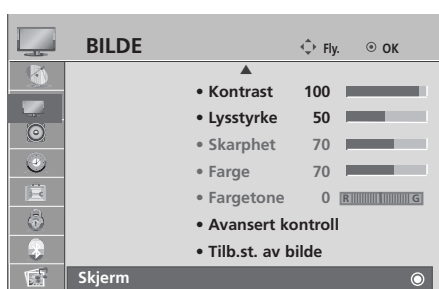 BILDE Fly. OK
• Kontrast 100
• Lysstyrke 50
• Skarphet 70
• Farge 70
• Fargetone 0 R G
• Avansert kontroll
• Tilb.st. av bilde
Skjerm